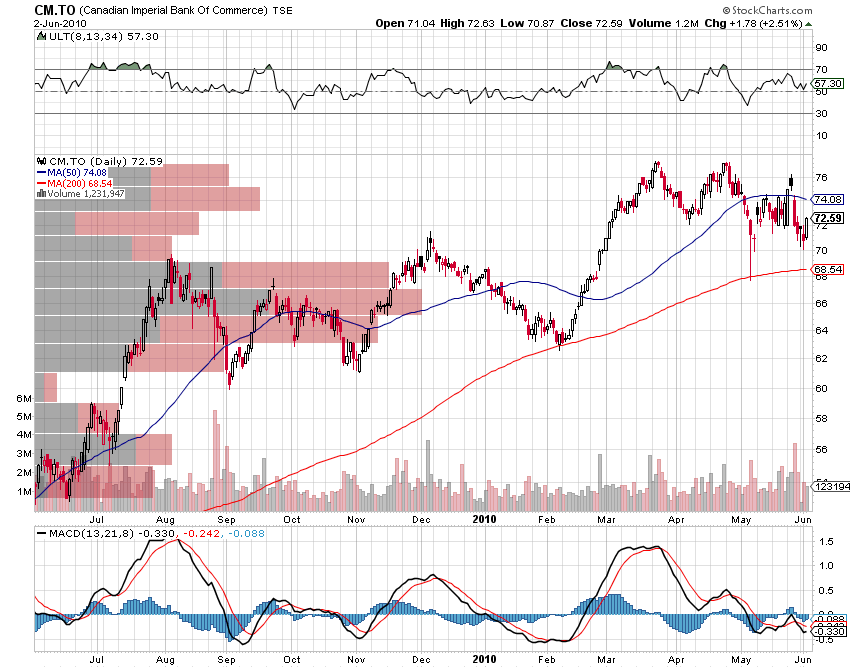 CM.TO (Canadian Imperial Bank Of Commerce) TSE
© StockCharts.com
2-Jun-2010
Open 71.04 High 72.63 Low 70.87 Close 72.59 Volume 1.2M Chg +1.78 (+2.51%)
ULT(8,13,34) 57.30
90
70
57.30
50
30
10
CM.TO (Daily) 72.59
MA(50) 74.08
MA(200) 68.54
Volume 1,231,947
76
74.08
72.59
72
70
68.54
68
66
64
62
60
58
56
54
6M
5M
4M
3M
2M
1M
123194
Jul Aug Sep Oct Nov Dec 2010 Feb Mar Apr May Jun
MACD(13,21,8) -0.330, -0.242, -0.088
1.5
1.0
0.5
0.0
-0.088
-0.330
-0.5
Jul Aug Sep Oct Nov Dec 2010 Feb Mar Apr May Jun